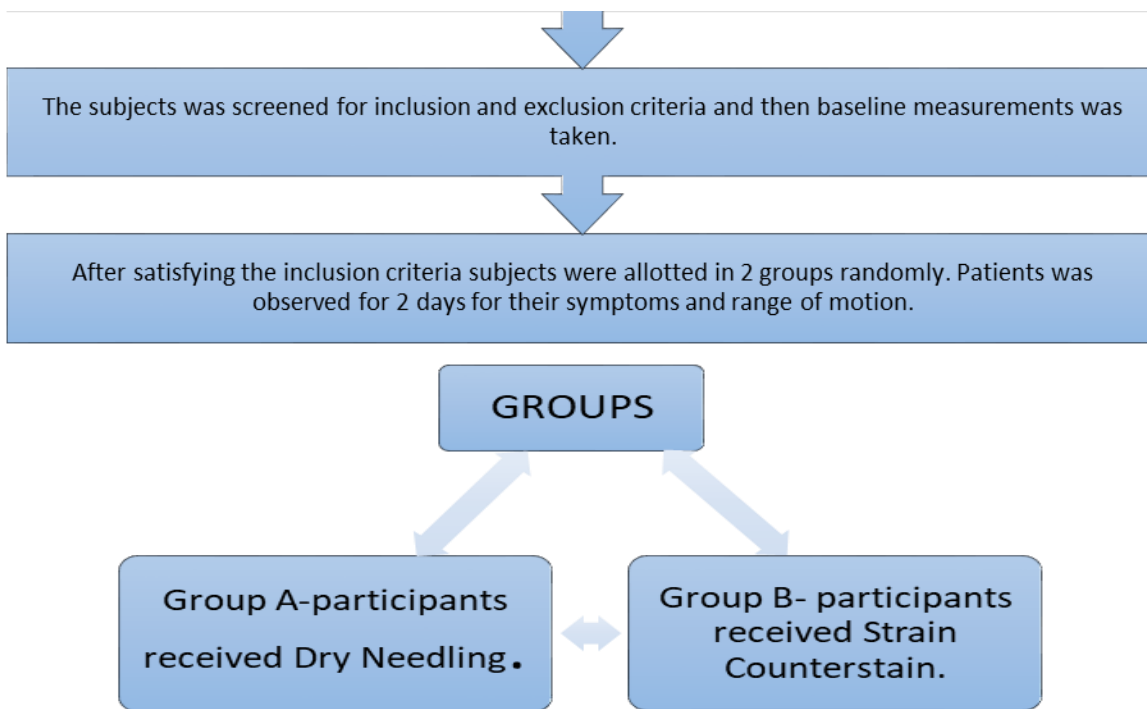 The subjects was screened for inclusion and exclusion criteria and then baseline measurements was
taken.
After satisfying the inclusion criteria subjects were allotted in 2 groups randomly. Patients was
observed for 2 days for their symptoms and range of motion.
GROUPS
Group A-participants
received Dry Needling.
Group B- participants
received Strain
Counterstain.